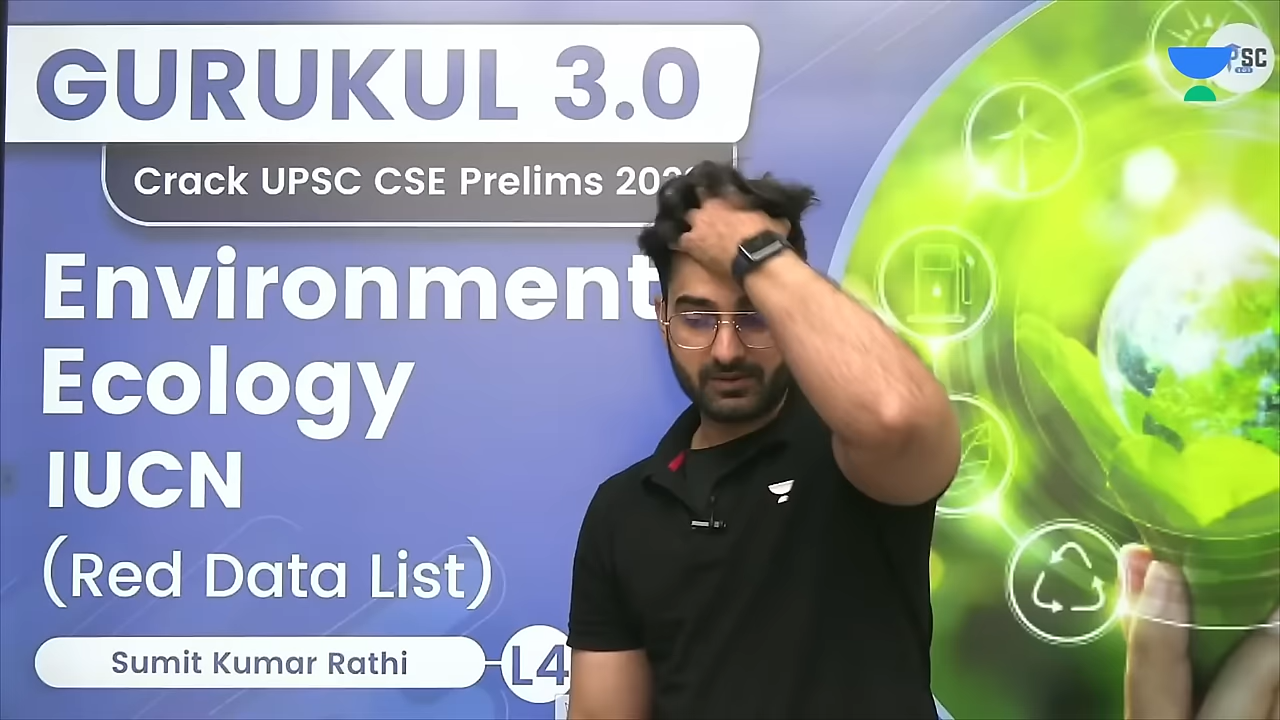 GURUKUL 3.0
Crack UPSC CSE Prelims
Environment
Ecology
IUCN
(Red Data List)
Sumit Kumar Rathi
L4
PSC